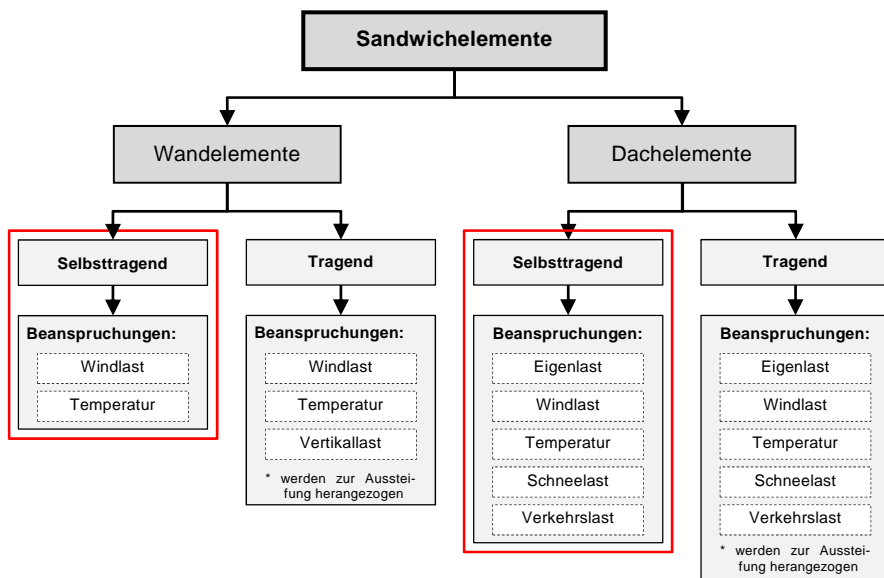 Sandwichelemente
Wandelemente
Dachelemente
Selbsttragend
Tragend
Selbsttragend
Tragend
Beanspruchungen:
Windlast
Temperatur
Beanspruchungen:
Windlast
Temperatur
Vertikallast
* werden zur Ausstei-
fung herangezogen
Beanspruchungen:
Eigenlast
Windlast
Temperatur
Schneelast
Verkehrslast
Beanspruchungen:
Eigenlast
Windlast
Temperatur
Schneelast
Verkehrslast
* werden zur Ausstei-
fung herangezogen